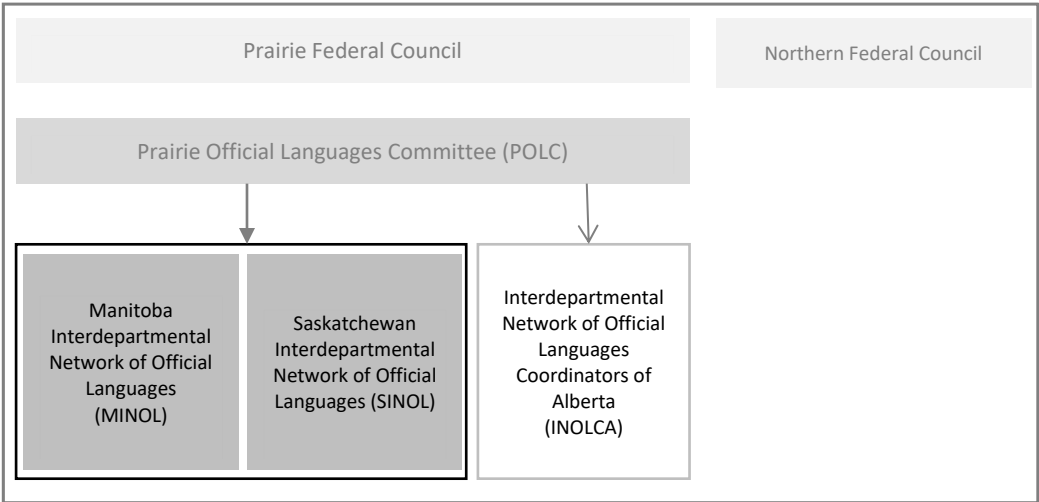 Prairie Federal Council
Northern Federal Council
Prairie Official Languages Committee (POLC)
Manitoba
Interdepartmental
Network of Official
Languages
(MINOL)
Saskatchewan
Interdepartmental
Network of Official
Languages (SINOL)
Interdepartmental
Network of Official
Languages
Coordinators of
Alberta
(INOLCA)